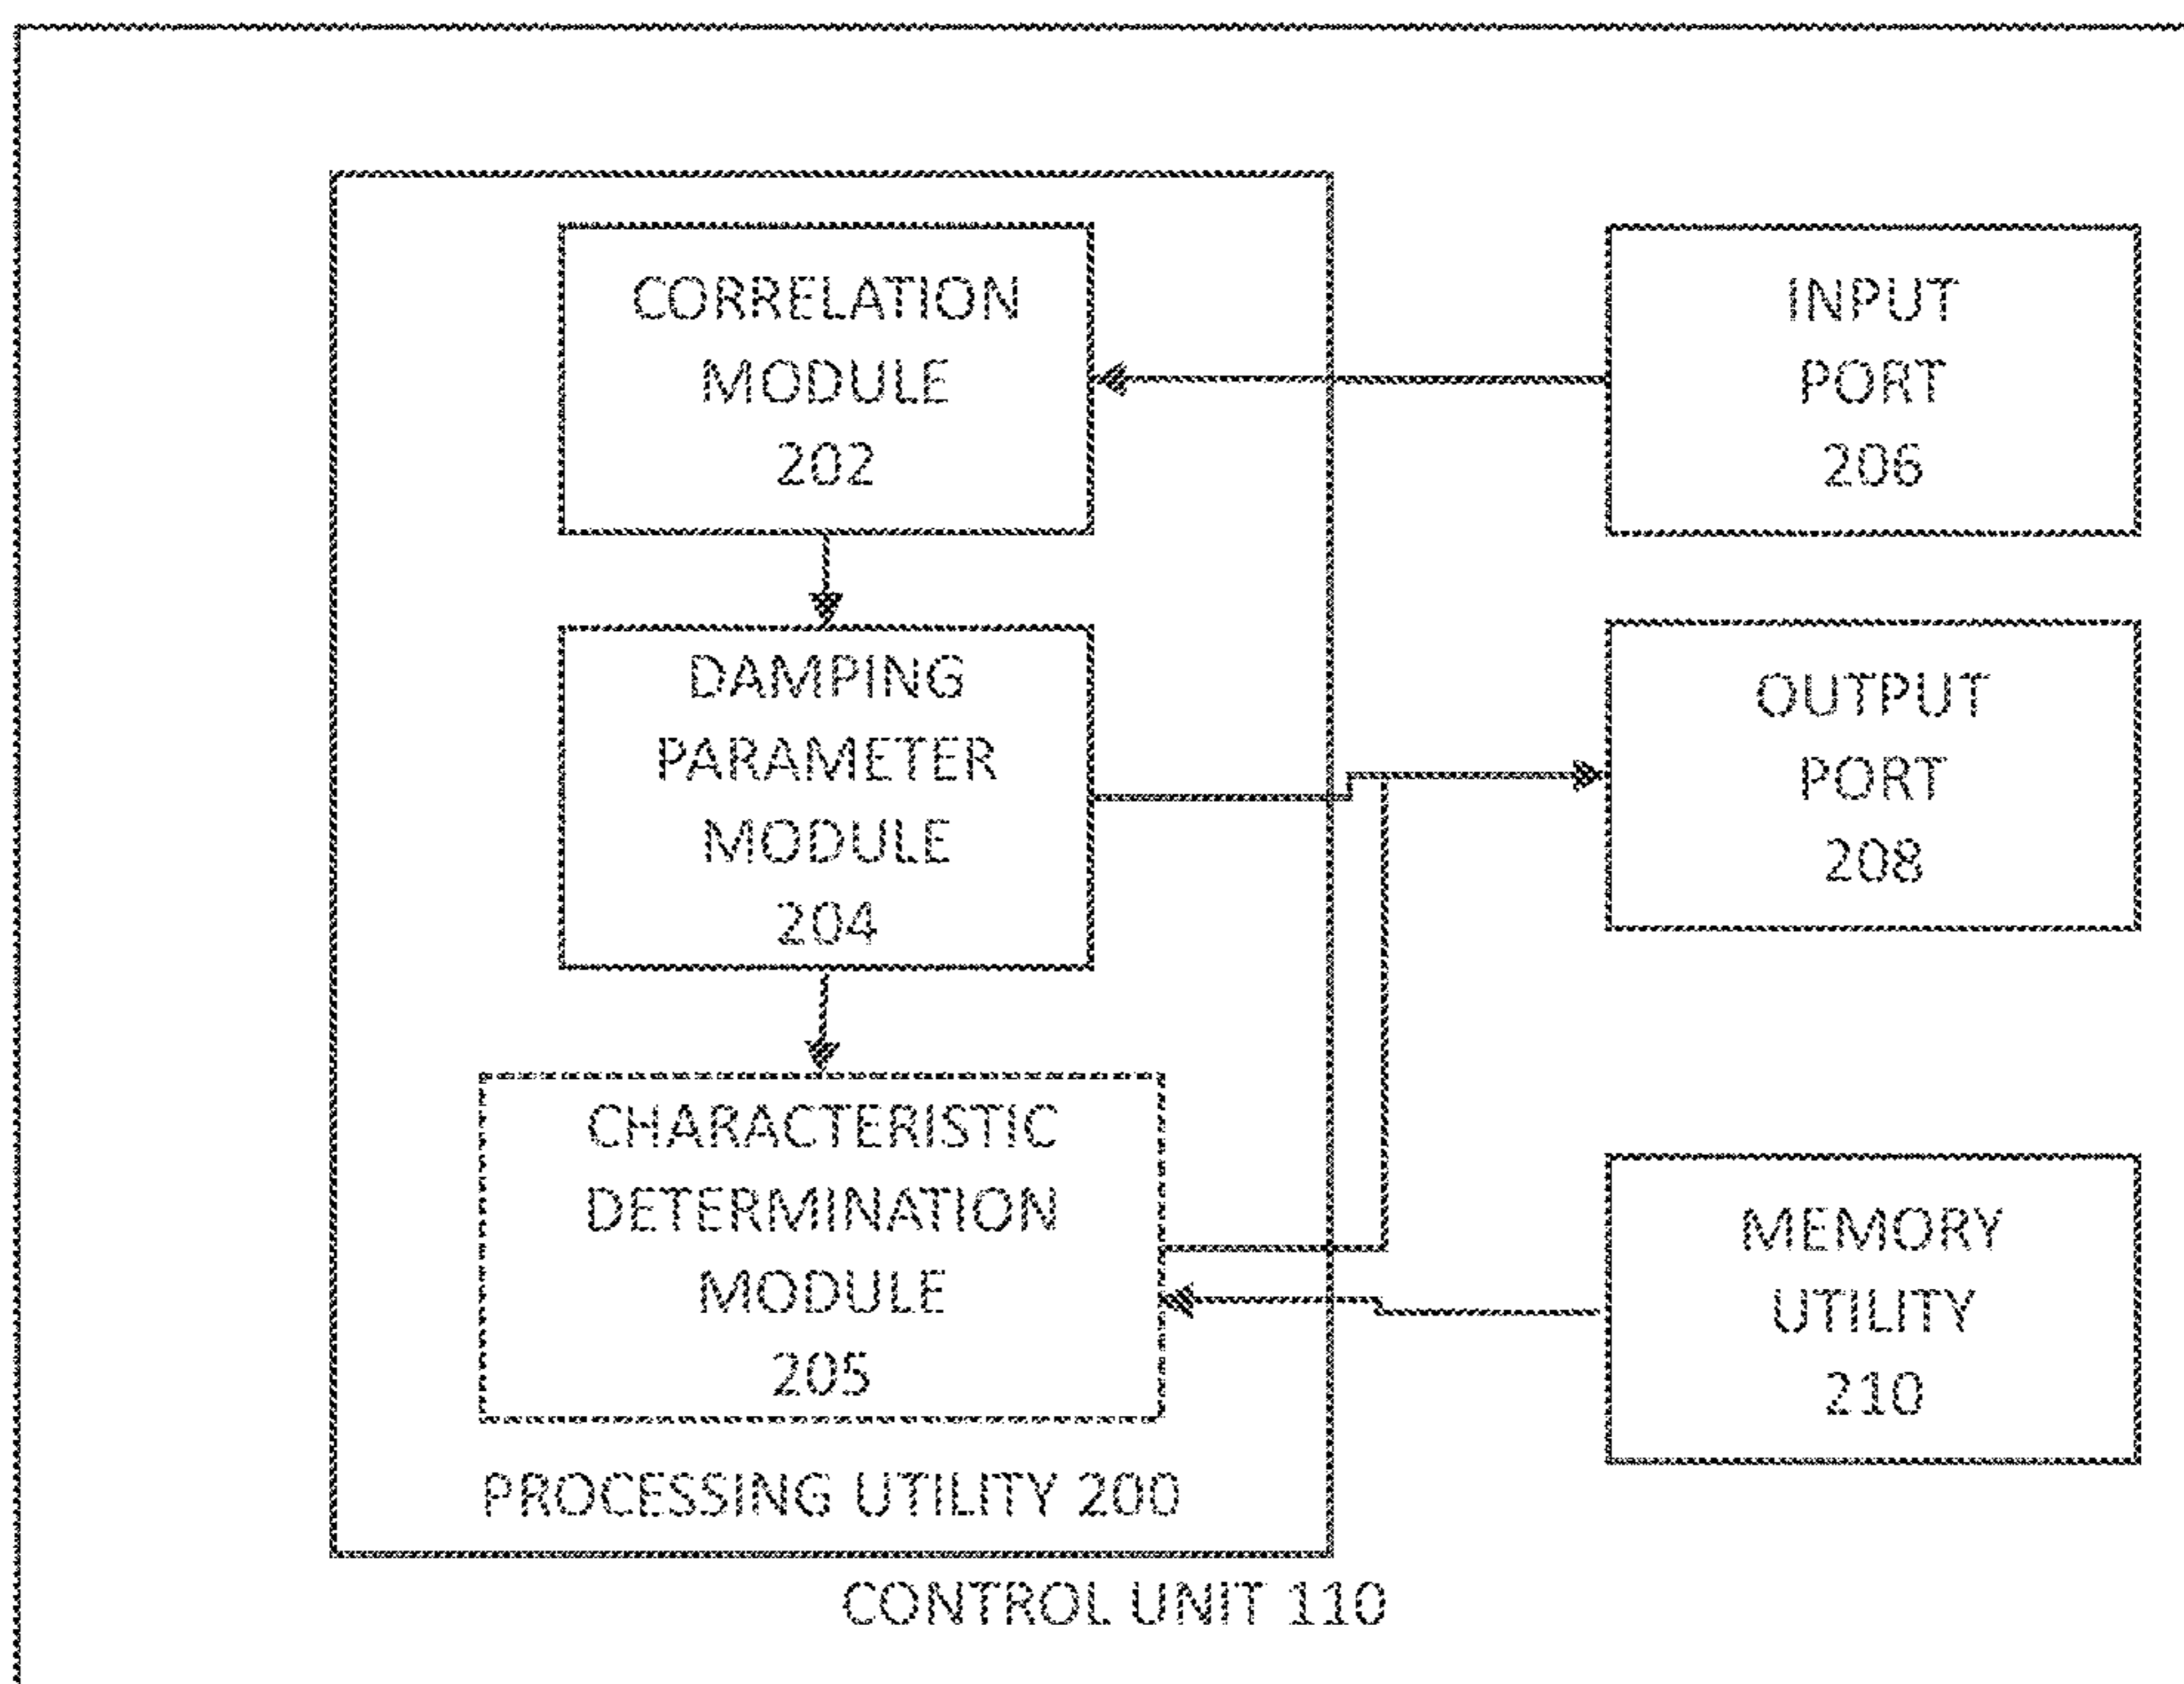 CORRELATION
MODULE
202
INPUT
PORT
206
DAMPING
PARAMETER
MODULE
204
OUTPUT
PORT
208
CHARACTERISTIC
DETERMINATION
MODULE
205
MEMORY
UTILITY
210
PROCESSING UTILITY 200
CONTROL UNIT 110